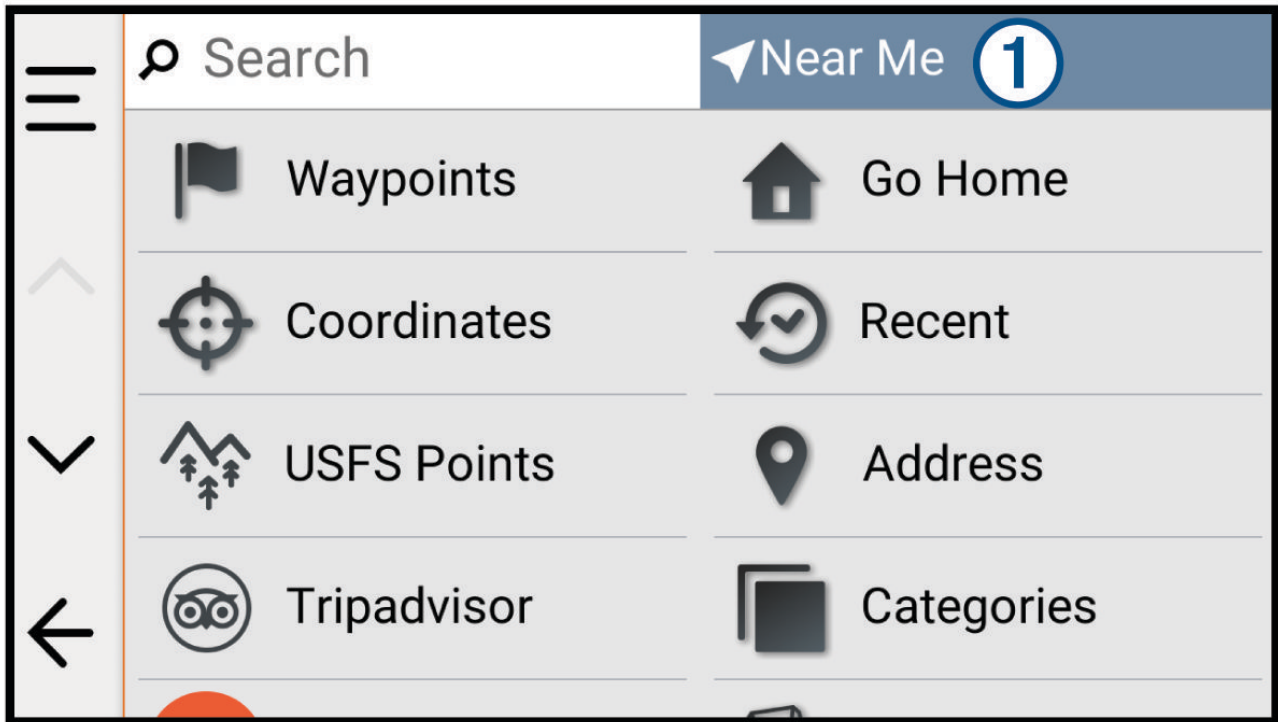 Search
Near Me 1
Waypoints
Go Home
Coordinates
Recent
USFS Points
Address
Tripadvisor
Categories